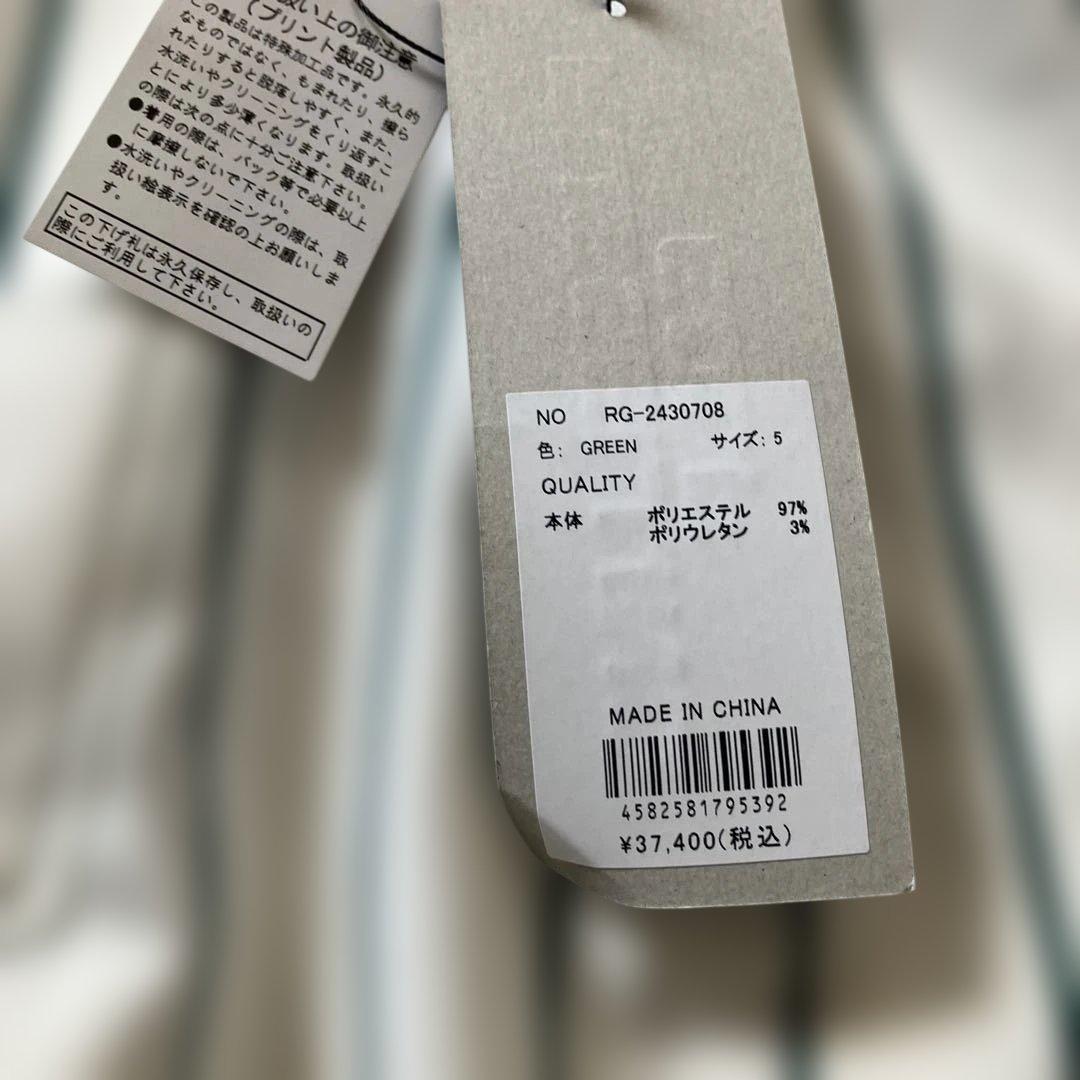 扱い上の御注意
(プリント製品)
この製品は特殊加工品です。永久的
なものではなく、もまれたり、擦ら
れたりすると脱落しやすく、また、
水洗いやクリーニングをくり返すこ
とにより多少薄くなります。取扱い
の際は次の点に十分ご注意下さい。
●着用の際は、バック等で必要以上
に摩擦しないで下さい。
●水洗いやクリーニングの際は、取
扱い絵表示を確認の上お願いしま
す。
この下げ札は永久保存し、取扱いの
際にご利用して下さい。
NO RG-2430708
色: GREEN サイズ: 5
QUALITY
本体 ポリエステル 97%
ポリウレタン 3%
MADE IN CHINA
4582581795392
¥37,400(税込)